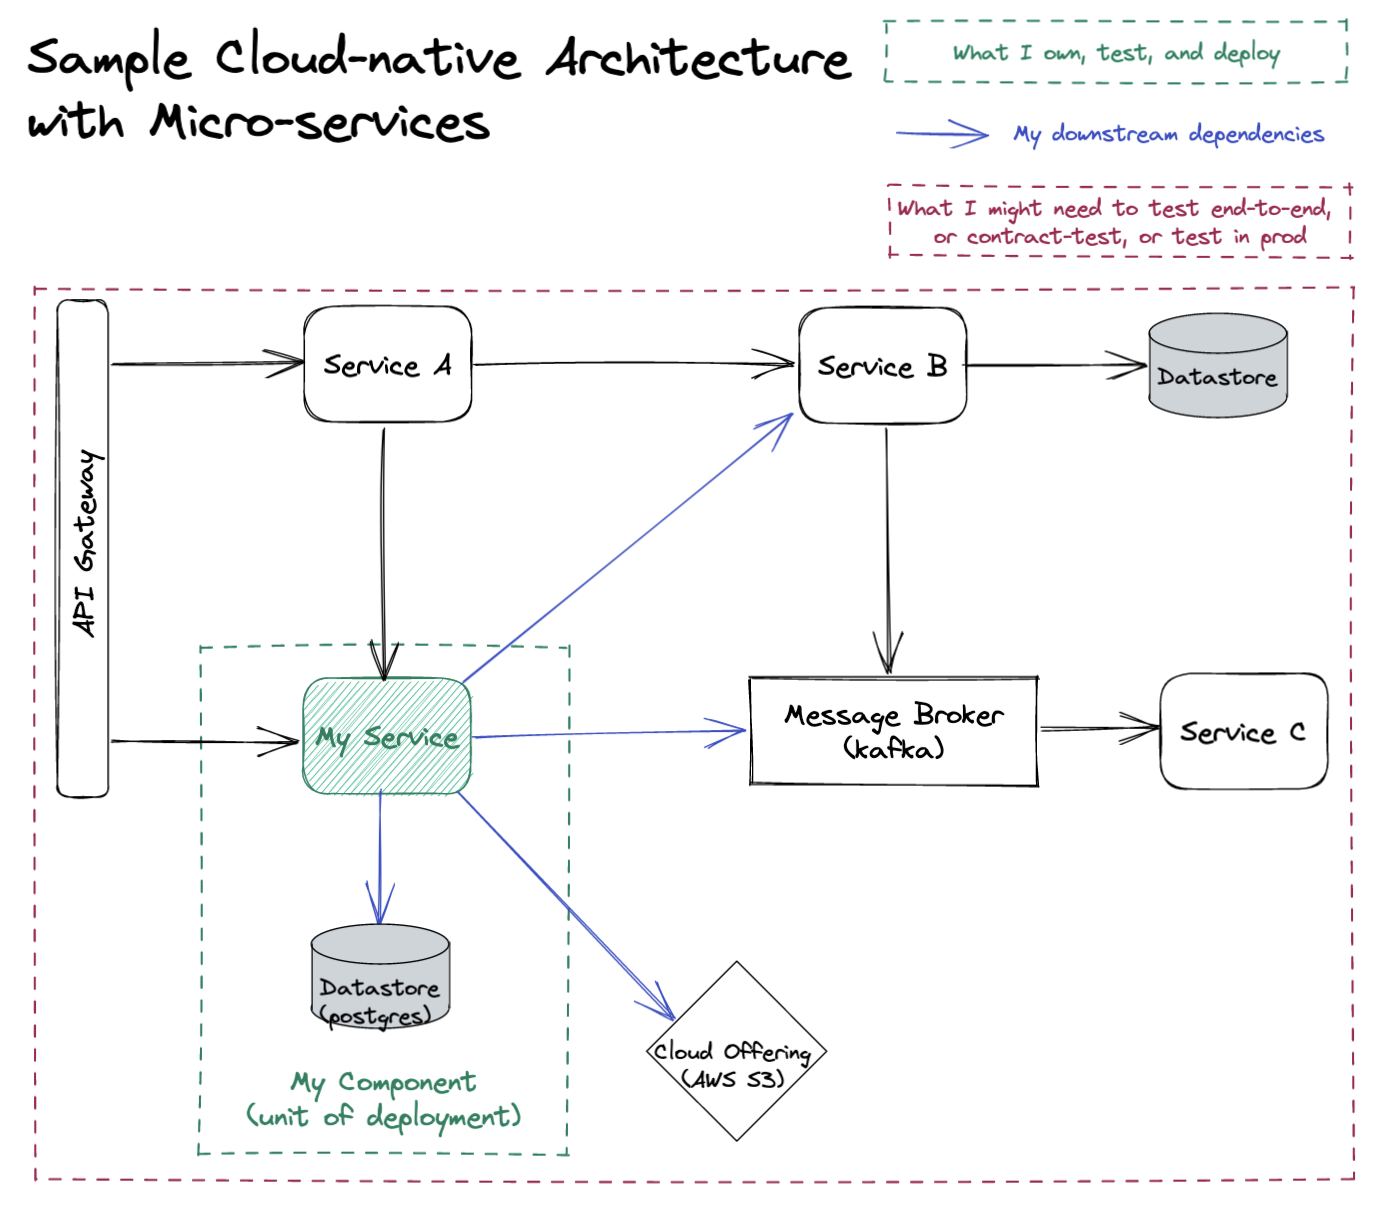 Sample Cloud-native Architecture
with Micro-services
What I own, test, and deploy
My downstream dependencies
What I might need to test end-to-end,
or contract-test, or test in prod
API Gateway
Service A
Service B
Datastore
My Service
Message Broker
(kafka)
Service C
Datastore
(postgres)
Cloud Offering
(AWS S3)
My Component
(unit of deployment)